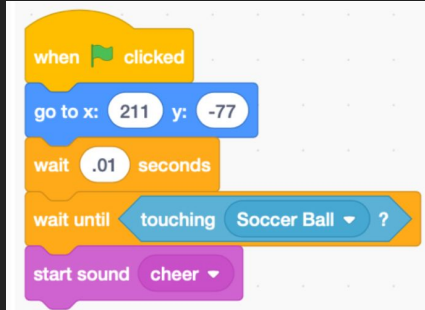 when clicked
go to x: 211 y: -77
wait .01 seconds
wait until touching Soccer Ball ?
start sound cheer